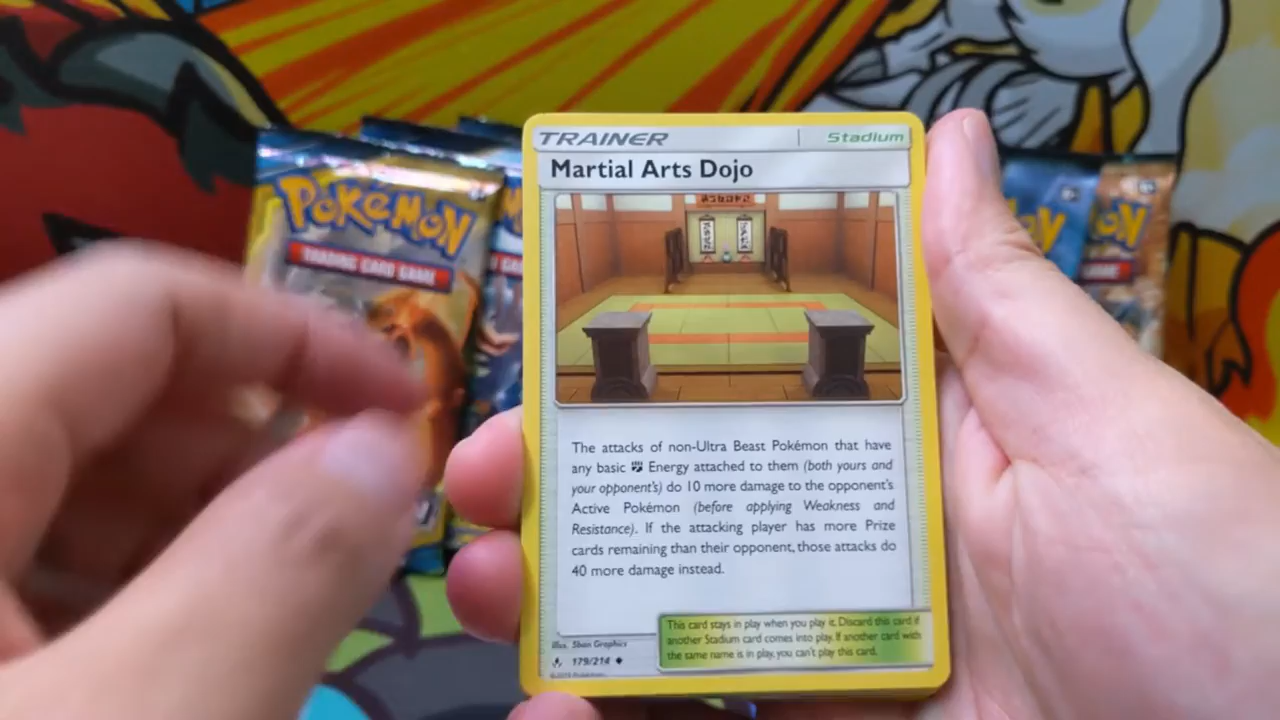 TRAINER
Stadium
Martial Arts Dojo
The attacks of non-Ultra Beast Pokémon that have
any basic Energy attached to them (both yours and
your opponent's) do 10 more damage to the opponent's
Active Pokémon (before applying Weakness and
Resistance). If the attacking player has more Prize
cards remaining than their opponent, those attacks do
40 more damage instead.
This card stays in play when you play it. Discard this card if
another Stadium card comes into play. If another card with
the same name is in play, you can't play this card.
illus. 5ban Graphics
179/214
POKéMON
TRADING CARD GAME